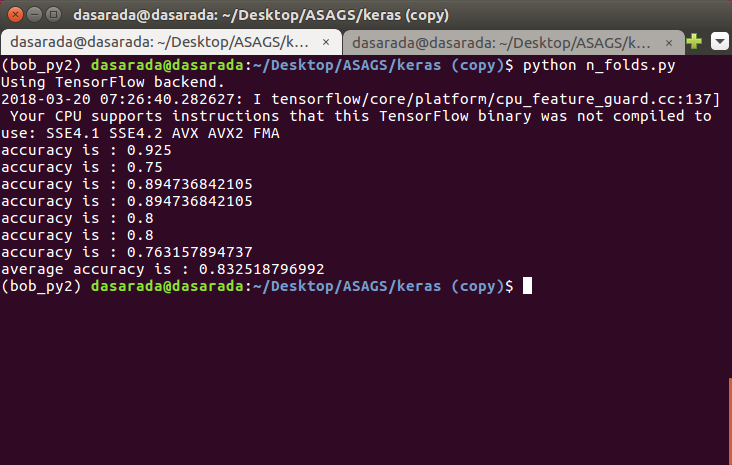 dasarada@dasarada: ~/Desktop/ASAGS/keras (copy)
dasarada@dasarada: ~/Desktop/ASAGS/k... × dasarada@dasarada: ~/Desktop/ASAGS/k... ×
(bob_py2) dasarada@dasarada:~/Desktop/ASAGS/keras (copy)$ python n_folds.py
Using TensorFlow backend.
2018-03-20 07:26:40.282627: I tensorflow/core/platform/cpu_feature_guard.cc:137]
 Your CPU supports instructions that this TensorFlow binary was not compiled to
use: SSE4.1 SSE4.2 AVX AVX2 FMA
accuracy is : 0.925
accuracy is : 0.75
accuracy is : 0.894736842105
accuracy is : 0.894736842105
accuracy is : 0.8
accuracy is : 0.8
accuracy is : 0.763157894737
average accuracy is : 0.832518796992
(bob_py2) dasarada@dasarada:~/Desktop/ASAGS/keras (copy)$